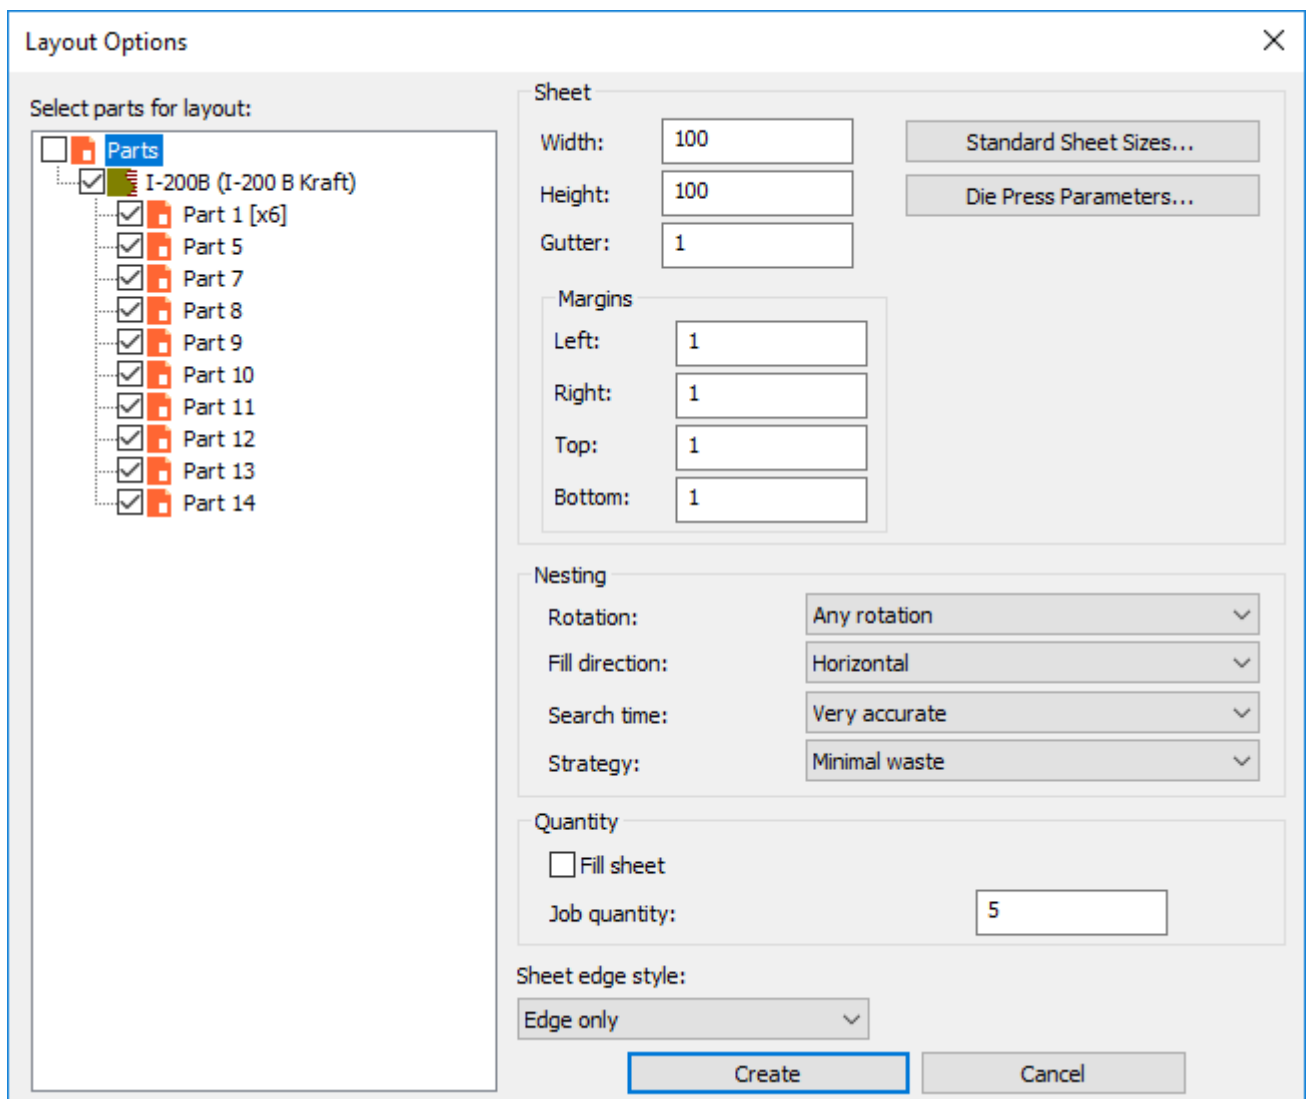 Layout Options
Select parts for layout:
Parts
I-200B (I-200 B Kraft)
Part 1 [x6]
Part 5
Part 7
Part 8
Part 9
Part 10
Part 11
Part 12
Part 13
Part 14
Sheet
Width: 100 Standard Sheet Sizes...
Height: 100 Die Press Parameters...
Gutter: 1
Margins
Left: 1
Right: 1
Top: 1
Bottom: 1
Nesting
Rotation: Any rotation
Fill direction: Horizontal
Search time: Very accurate
Strategy: Minimal waste
Quantity
Fill sheet
Job quantity: 5
Sheet edge style:
Edge only
Create Cancel